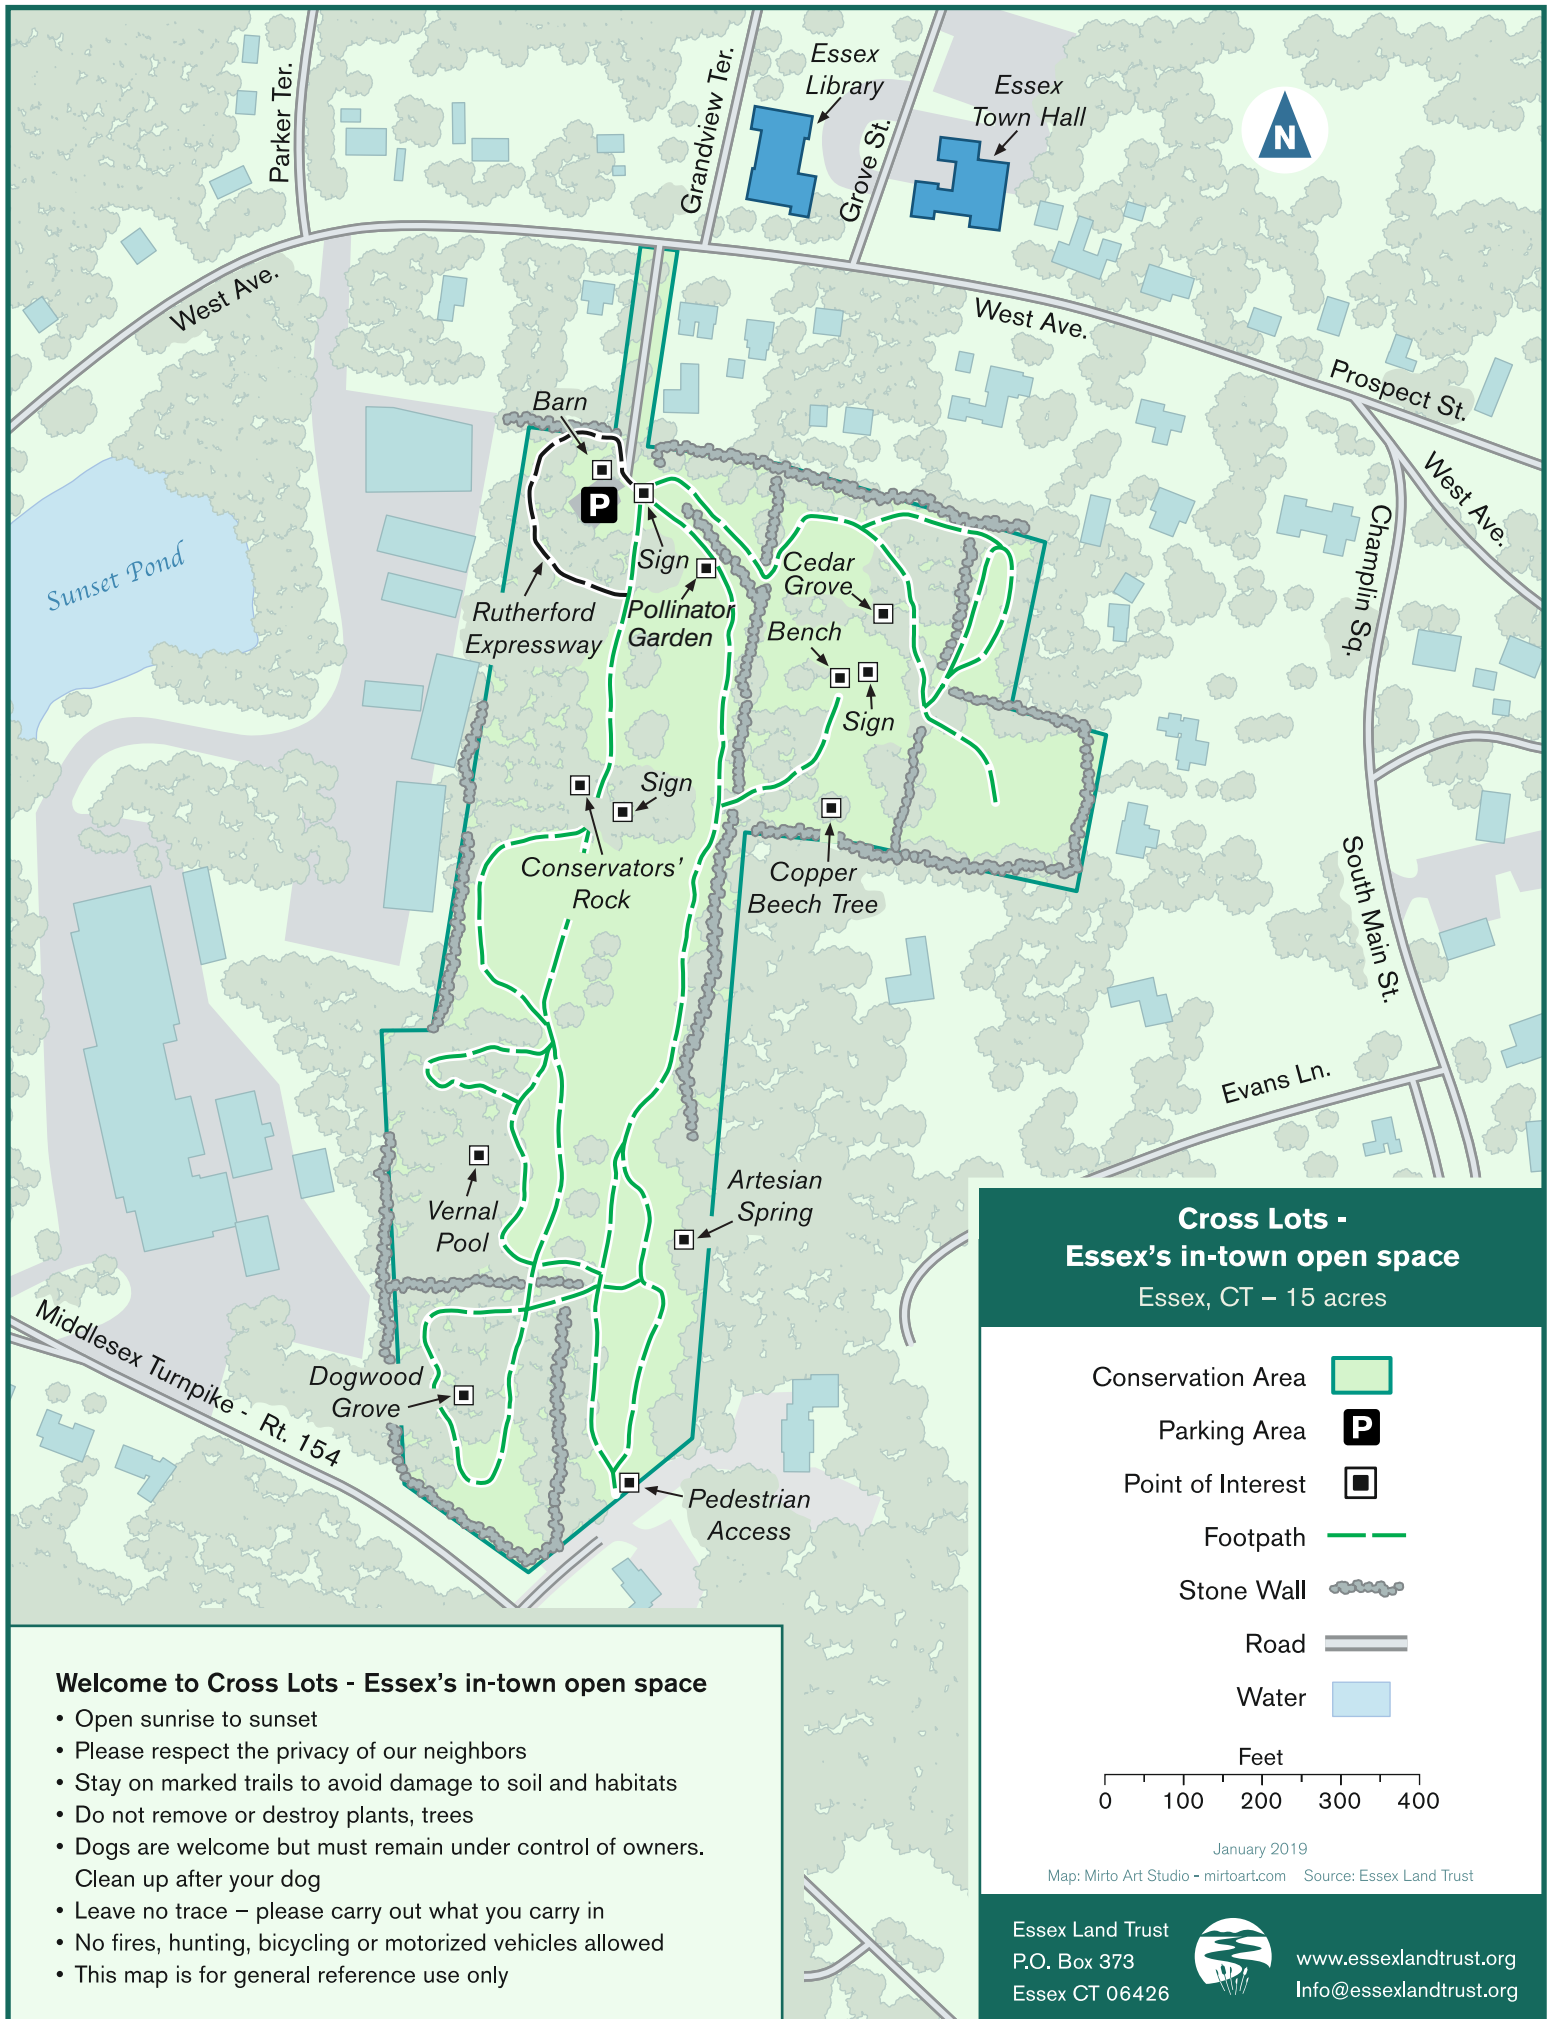 Parker Ter.
Grandview Ter.
Essex
Library
Grove St.
Essex
Town Hall
N
West Ave.
West Ave.
Prospect St.
West Ave.
Champlin Sq.
South Main St.
Evans Ln.
Sunset Pond
Barn
P
Sign
Rutherford
Expressway
Pollinator
Garden
Cedar
Grove
Bench
Sign
Sign
Conservators'
Rock
Copper
Beech Tree
Vernal
Pool
Artesian
Spring
Dogwood
Grove
Middlesex Turnpike - Rt. 154
Pedestrian
Access
Cross Lots -
Essex's in-town open space
Essex, CT – 15 acres
Conservation Area
Parking Area P
Point of Interest
Footpath
Stone Wall
Road
Water
Feet
0 100 200 300 400
January 2019
Map: Mirto Art Studio - mirtoart.com Source: Essex Land Trust
Essex Land Trust
P.O. Box 373
Essex CT 06426
www.essexlandtrust.org
Info@essexlandtrust.org
Welcome to Cross Lots - Essex's in-town open space
• Open sunrise to sunset
• Please respect the privacy of our neighbors
• Stay on marked trails to avoid damage to soil and habitats
• Do not remove or destroy plants, trees
• Dogs are welcome but must remain under control of owners.
Clean up after your dog
• Leave no trace – please carry out what you carry in
• No fires, hunting, bicycling or motorized vehicles allowed
• This map is for general reference use only